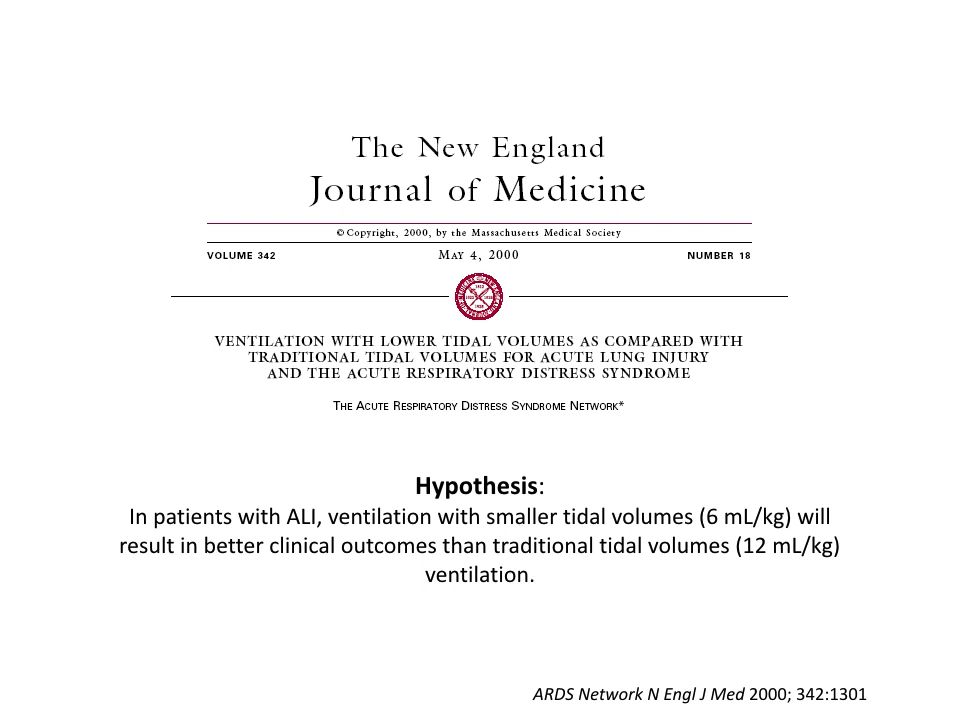 The New England
Journal of Medicine
© Copyright, 2000, by the Massachusetts Medical Society
VOLUME 342 MAY 4, 2000 NUMBER 18
VENTILATION WITH LOWER TIDAL VOLUMES AS COMPARED WITH
TRADITIONAL TIDAL VOLUMES FOR ACUTE LUNG INJURY
AND THE ACUTE RESPIRATORY DISTRESS SYNDROME
THE ACUTE RESPIRATORY DISTRESS SYNDROME NETWORK*
Hypothesis:
In patients with ALI, ventilation with smaller tidal volumes (6 mL/kg) will
result in better clinical outcomes than traditional tidal volumes (12 mL/kg)
ventilation.
ARDS Network N Engl J Med 2000; 342:1301